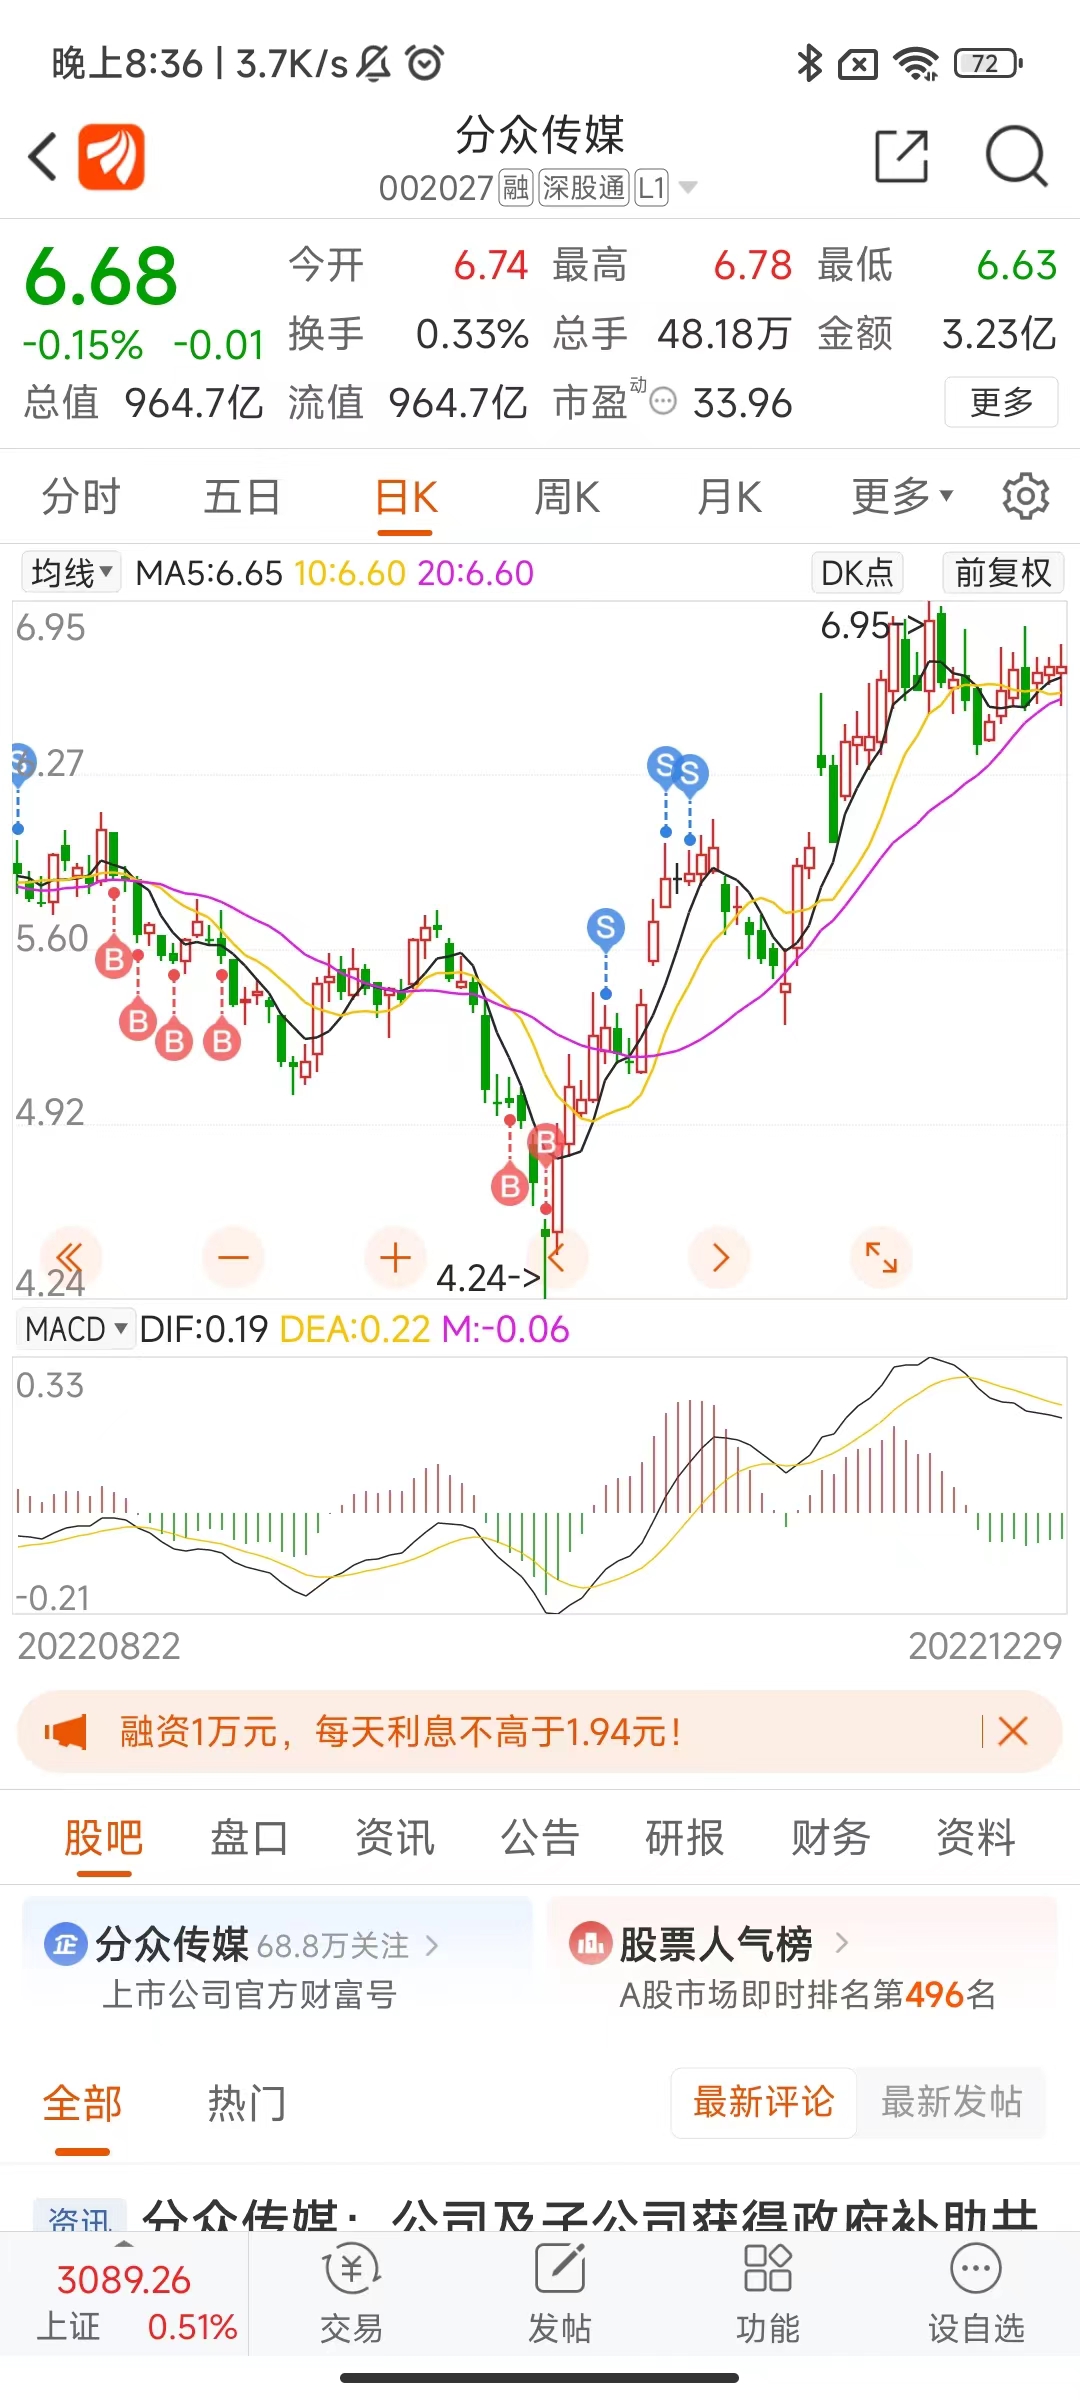 晚上8:36 | 3.7K/s
72
分众传媒
002027 融 深股通 L1
6.68
-0.15% -0.01
今开 6.74 最高 6.78 最低 6.63
换手 0.33% 总手 48.18万 金额 3.23亿
总值 964.7亿 流值 964.7亿 市盈动 33.96 更多
分时 五日 日K 周K 月K 更多
均线 MA5:6.65 10:6.60 20:6.60 DK点 前复权
6.95
6.95->
S 6.27
S S
S
5.60
B
B B B
4.92
B
B
4.24
4.24->
MACD DIF:0.19 DEA:0.22 M:-0.06
0.33
-0.21
20220822 20221229
融资1万元，每天利息不高于1.94元！
股吧 盘口 资讯 公告 研报 财务 资料
企 分众传媒 68.8万关注
上市公司官方财富号
1 股票人气榜
A股市场即时排名第496名
全部 热门 最新评论 最新发帖
资讯 分众传媒：公司及子公司获得政府补助共
3089.26
上证 0.51%
交易 发帖 功能 设自选